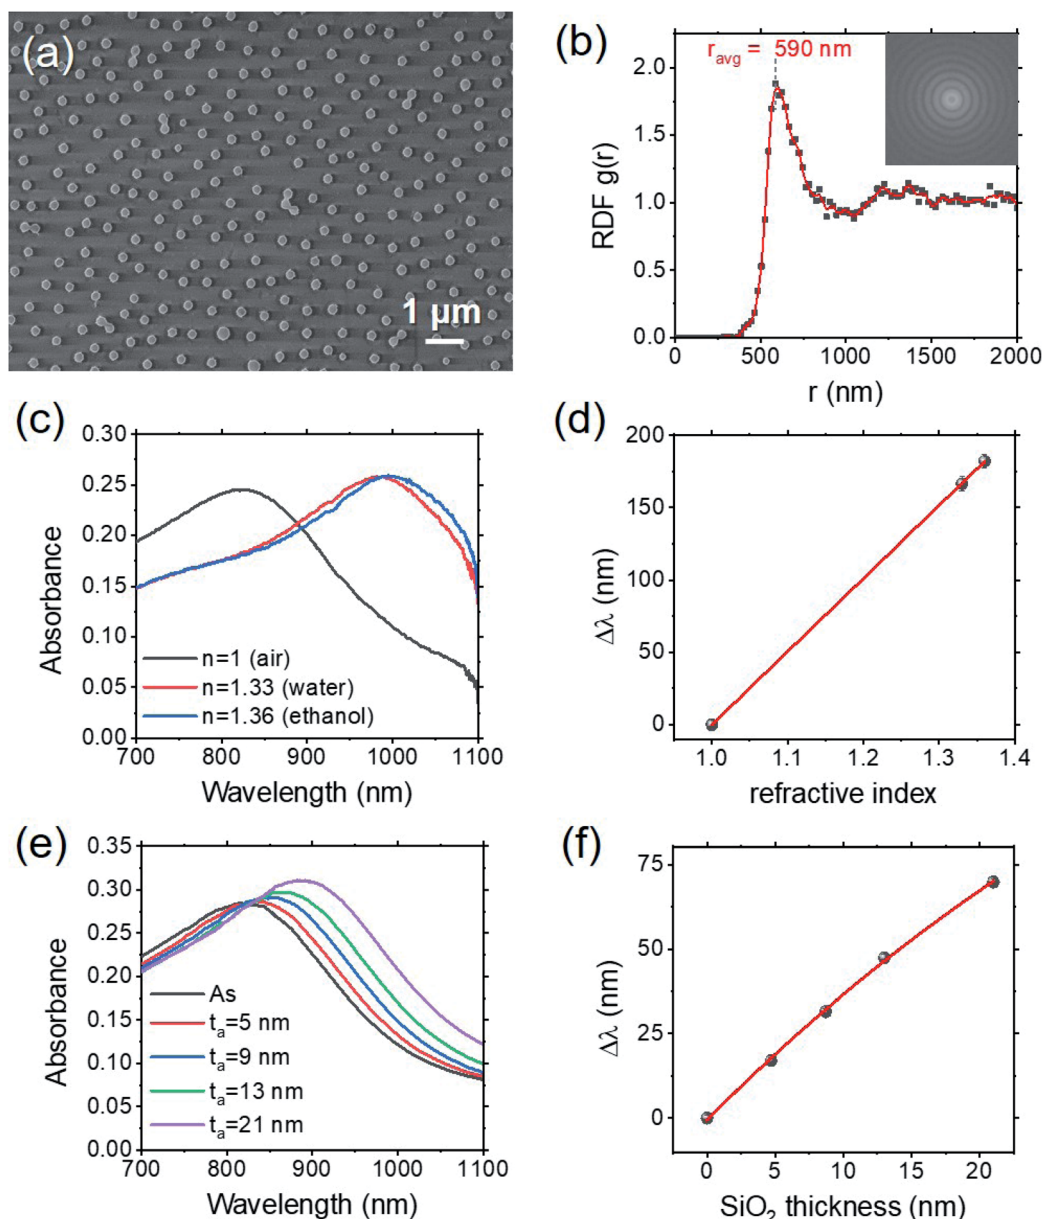 (a)
1 μm
(b)
r_avg = 590 nm
2.0
1.5
1.0
0.5
0.0
RDF g(r)
0 500 1000 1500 2000
r (nm)
(c)
0.30
0.25
0.20
0.15
0.10
0.05
0.00
Absorbance
n=1 (air)
n=1.33 (water)
n=1.36 (ethanol)
700 800 900 1000 1100
Wavelength (nm)
(d)
200
150
100
50
0
Δλ (nm)
1.0 1.1 1.2 1.3 1.4
refractive index
(e)
0.35
0.30
0.25
0.20
0.15
0.10
0.05
0.00
Absorbance
As
t_a=5 nm
t_a=9 nm
t_a=13 nm
t_a=21 nm
700 800 900 1000 1100
Wavelength (nm)
(f)
75
50
25
0
Δλ (nm)
0 5 10 15 20
SiO₂ thickness (nm)